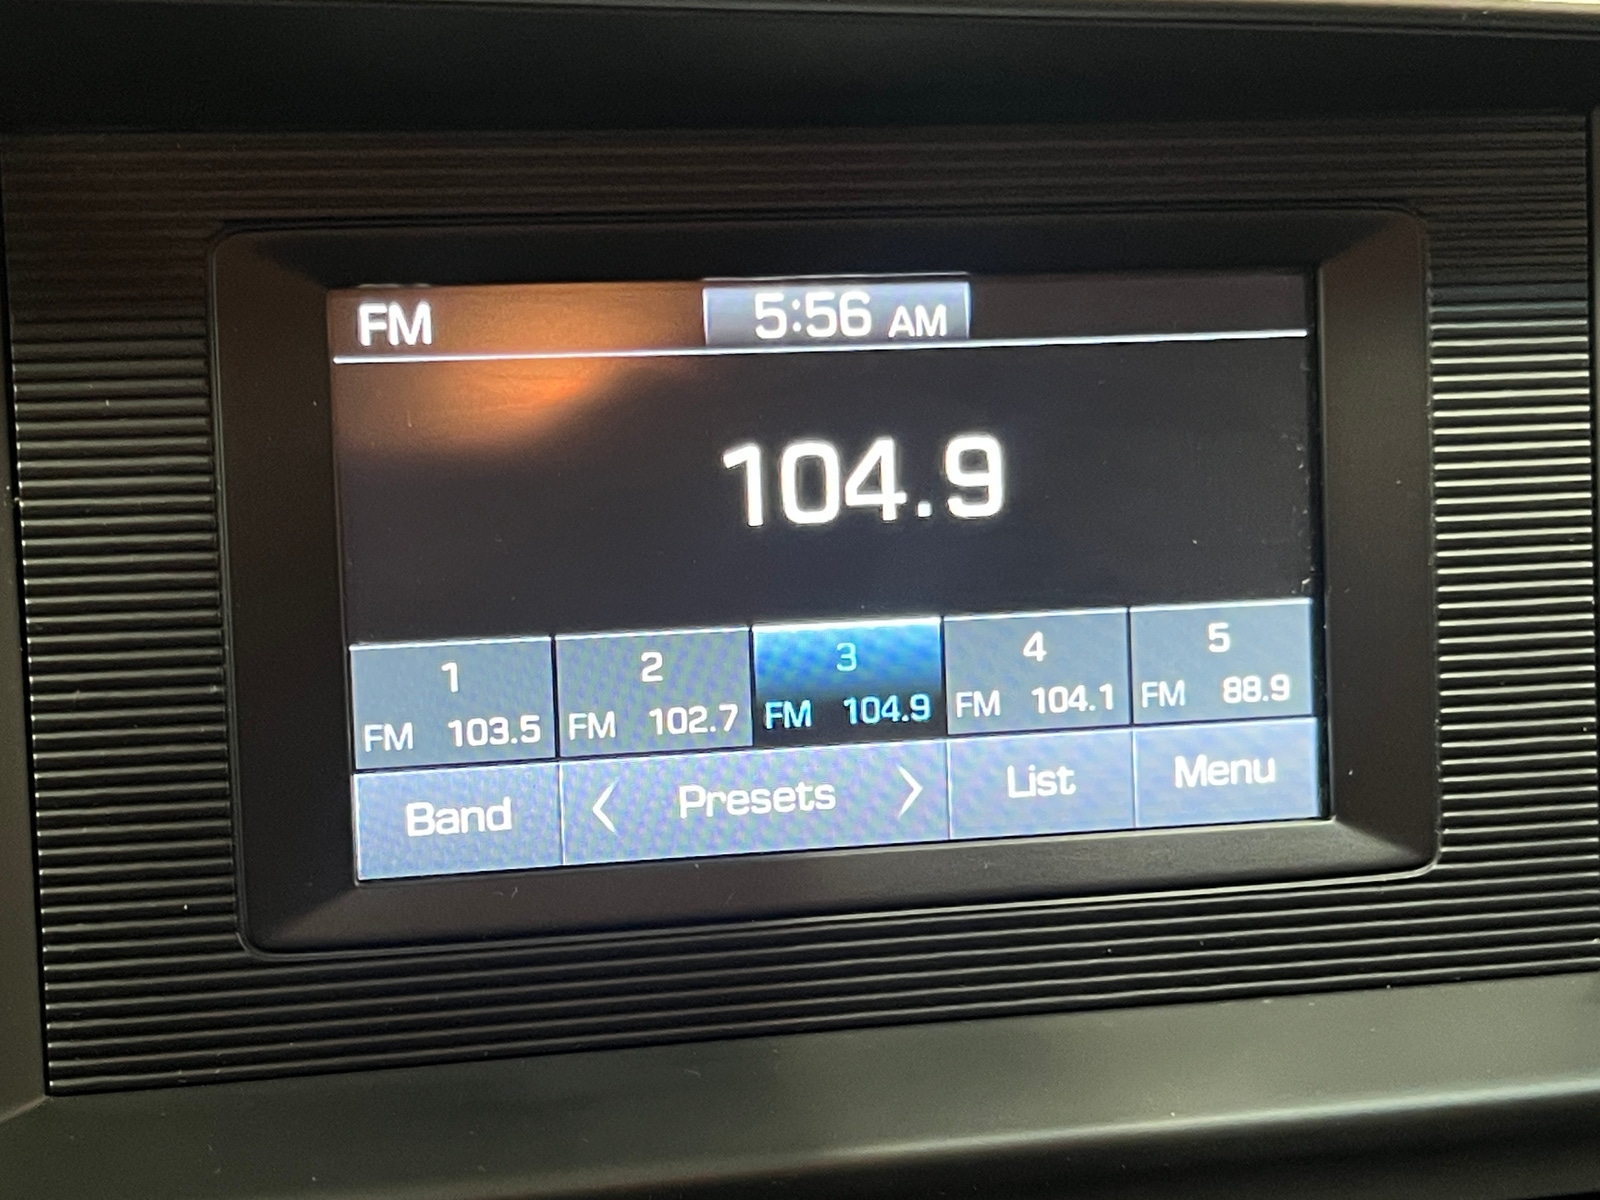 FM 5:56 AM
104.9
1 2 3 4 5
FM 103.5 FM 102.7 FM 104.9 FM 104.1 FM 88.9
Band < Presets > List Menu